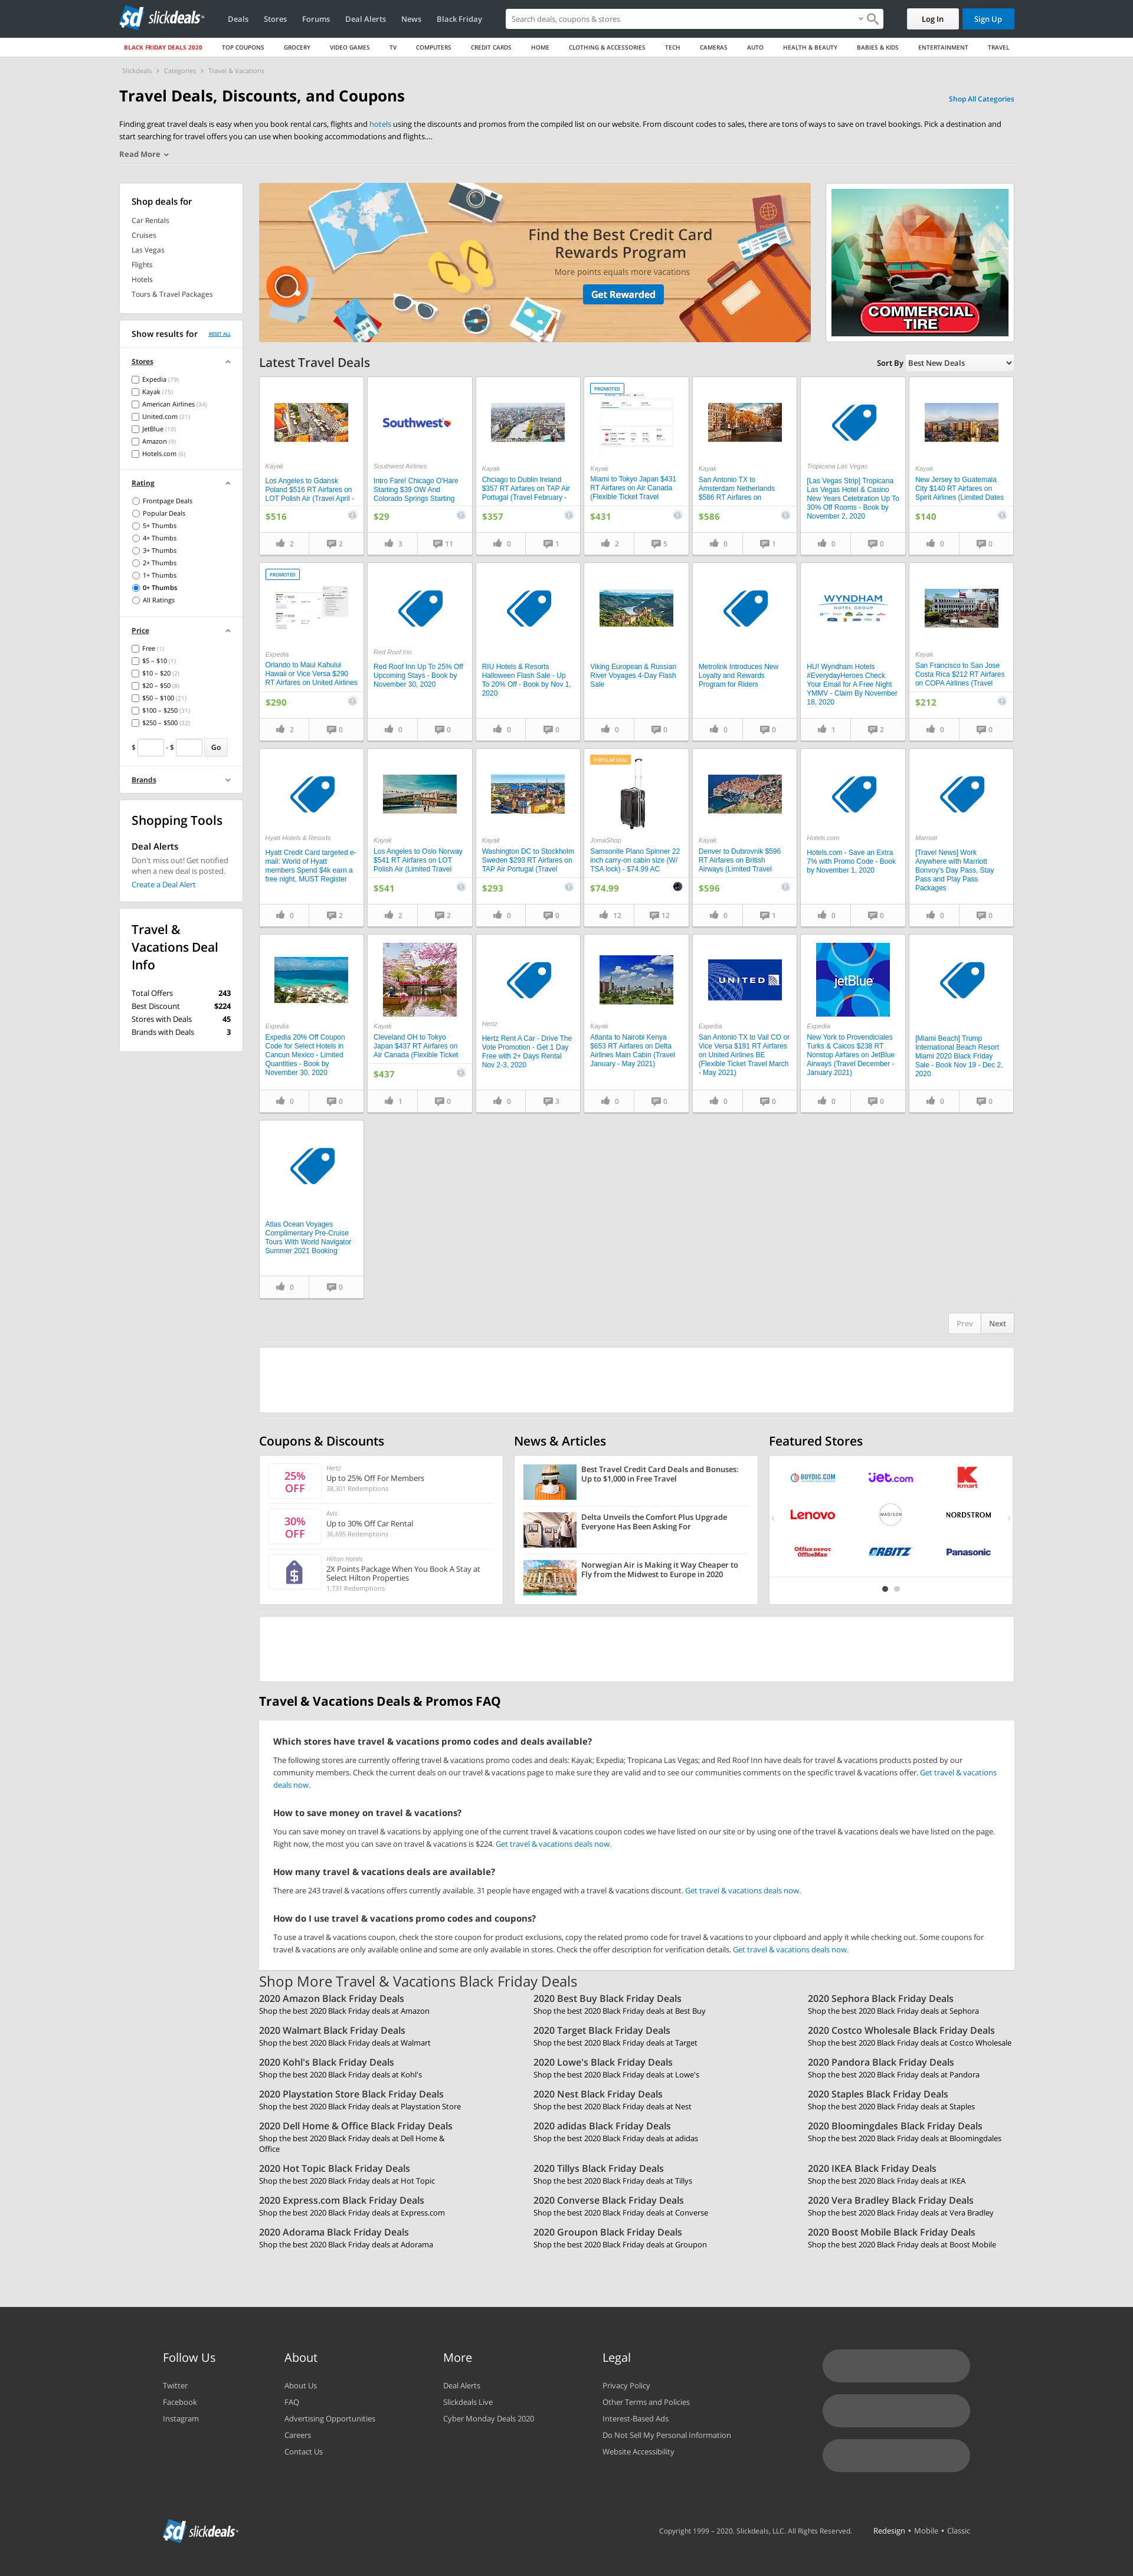 slickdeals
Deals
Stores
Forums
Deal Alerts
News
Black Friday
Search deals, coupons & stores
Log In
Sign Up
BLACK FRIDAY DEALS 2020
TOP COUPONS
GROCERY
VIDEO GAMES
TV
COMPUTERS
CREDIT CARDS
HOME
CLOTHING & ACCESSORIES
TECH
CAMERAS
AUTO
HEALTH & BEAUTY
BABIES & KIDS
ENTERTAINMENT
TRAVEL
Slickdeals › Categories › Travel & Vacations
Travel Deals, Discounts, and Coupons
Shop All Categories
Finding great travel deals is easy when you book rental cars, flights and hotels using the discounts and promos from the compiled list on our website. From discount codes to sales, there are tons of ways to save on travel bookings. Pick a destination and
start searching for travel offers you can use when booking accommodations and flights....
Read More
Shop deals for
Car Rentals
Cruises
Las Vegas
Flights
Hotels
Tours & Travel Packages
Show results for
RESET ALL
Stores
Expedia (79)
Kayak (75)
American Airlines (34)
United.com (21)
JetBlue (10)
Amazon (9)
Hotels.com (6)
Rating
Frontpage Deals
Popular Deals
5+ Thumbs
4+ Thumbs
3+ Thumbs
2+ Thumbs
1+ Thumbs
0+ Thumbs
All Ratings
Price
Free (1)
$5 – $10 (1)
$10 – $20 (2)
$20 – $50 (8)
$50 – $100 (21)
$100 – $250 (31)
$250 – $500 (32)
$ - $ Go
Brands
Shopping Tools
Deal Alerts
Don't miss out! Get notified
when a new deal is posted.
Create a Deal Alert
Travel &
Vacations Deal
Info
Total Offers 243
Best Discount $224
Stores with Deals 45
Brands with Deals 3
Find the Best Credit Card
Rewards Program
More points equals more vacations
Get Rewarded
COMMERCIAL
TIRE
Latest Travel Deals
Sort By Best New Deals
Kayak
Los Angeles to Gdansk
Poland $516 RT Airfares on
LOT Polish Air (Travel April -
$516
2 2
Southwest
Southwest Airlines
Intro Fare! Chicago O'Hare
Starting $39 OW And
Colorado Springs Starting
$29
3 11
Kayak
Chciago to Dublin Ireland
$357 RT Airfares on TAP Air
Portugal (Travel February -
$357
0 1
PROMOTED
Kayak
Miami to Tokyo Japan $431
RT Airfares on Air Canada
(Flexible Ticket Travel
$431
2 5
Kayak
San Antonio TX to
Amsterdam Netherlands
$586 RT Airfares on
$586
0 1
Tropicana Las Vegas
[Las Vegas Strip] Tropicana
Las Vegas Hotel & Casino
New Years Celebration Up To
30% Off Rooms - Book by
November 2, 2020
0 0
Kayak
New Jersey to Guatemala
City $140 RT Airfares on
Spirit Airlines (Limited Dates
$140
0 0
PROMOTED
Expedia
Orlando to Maui Kahului
Hawaii or Vice Versa $290
RT Airfares on United Airlines
$290
2 0
Red Roof Inn
Red Roof Inn Up To 25% Off
Upcoming Stays - Book by
November 30, 2020
0 0
RIU Hotels & Resorts
Halloween Flash Sale - Up
To 20% Off - Book by Nov 1,
2020
0 0
Viking European & Russian
River Voyages 4-Day Flash
Sale
0 0
Metrolink Introduces New
Loyalty and Rewards
Program for Riders
0 0
WYNDHAM
HOTEL GROUP
HU! Wyndham Hotels
#EverydayHeroes Check
Your Email for A Free Night
YMMV - Claim By November
18, 2020
1 2
Kayak
San Francisco to San Jose
Costa Rica $212 RT Airfares
on COPA Airlines (Travel
$212
0 0
Hyatt Hotels & Resorts
Hyatt Credit Card targeted e-
mail: World of Hyatt
members Spend $4k earn a
free night, MUST Register
0 2
Kayak
Los Angeles to Oslo Norway
$541 RT Airfares on LOT
Polish Air (Limited Travel
$541
2 2
Kayak
Washington DC to Stockholm
Sweden $293 RT Airfares on
TAP Air Portugal (Travel
$293
0 0
POPULAR DEAL
JomaShop
Samsonite Plano Spinner 22
inch carry-on cabin size (W/
TSA lock) - $74.99 AC
$74.99
12 12
Kayak
Denver to Dubrovnik $596
RT Airfares on British
Airways (Limited Travel
$596
0 1
Hotels.com
Hotels.com - Save an Extra
7% with Promo Code - Book
by November 1, 2020
0 0
Marriott
[Travel News] Work
Anywhere with Marriott
Bonvoy's Day Pass, Stay
Pass and Play Pass
Packages
0 0
Expedia
Expedia 20% Off Coupon
Code for Select Hotels in
Cancun Mexico - Limited
Quantities - Book by
November 30, 2020
0 0
Kayak
Cleveland OH to Tokyo
Japan $437 RT Airfares on
Air Canada (Flexible Ticket
$437
1 0
Hertz
Hertz Rent A Car - Drive The
Vote Promotion - Get 1 Day
Free with 2+ Days Rental
Nov 2-3, 2020
0 3
Kayak
Atlanta to Nairobi Kenya
$653 RT Airfares on Delta
Airlines Main Cabin (Travel
January - May 2021)
0 0
UNITED
Expedia
San Antonio TX to Vail CO or
Vice Versa $191 RT Airfares
on United Airlines BE
(Flexible Ticket Travel March
- May 2021)
0 0
jetBlue
Expedia
New York to Provendiciales
Turks & Caicos $238 RT
Nonstop Airfares on JetBlue
Airways (Travel December -
January 2021)
0 0
[Miami Beach] Trump
International Beach Resort
Miami 2020 Black Friday
Sale - Book Nov 19 - Dec 2,
2020
0 0
Atlas Ocean Voyages
Complimentary Pre-Cruise
Tours With World Navigator
Summer 2021 Booking
0 0
Prev Next
Coupons & Discounts
25%
OFF
Hertz
Up to 25% Off For Members
38,301 Redemptions
30%
OFF
Avis
Up to 30% Off Car Rental
36,695 Redemptions
Hilton Hotels
2X Points Package When You Book A Stay at
Select Hilton Properties
1,731 Redemptions
News & Articles
Best Travel Credit Card Deals and Bonuses:
Up to $1,000 in Free Travel
Delta Unveils the Comfort Plus Upgrade
Everyone Has Been Asking For
Norwegian Air is Making it Way Cheaper to
Fly from the Midwest to Europe in 2020
Featured Stores
BUYDIG.COM
jet.com
K
kmart
Lenovo
MADISON
NORDSTROM
Office DEPOT
OfficeMax
ORBITZ
Panasonic
Travel & Vacations Deals & Promos FAQ
Which stores have travel & vacations promo codes and deals available?
The following stores are currently offering travel & vacations promo codes and deals: Kayak; Expedia; Tropicana Las Vegas; and Red Roof Inn have deals for travel & vacations products posted by our
community members. Check the current deals on our travel & vacations page to make sure they are valid and to see our communities comments on the specific travel & vacations offer. Get travel & vacations
deals now.
How to save money on travel & vacations?
You can save money on travel & vacations by applying one of the current travel & vacations coupon codes we have listed on our site or by using one of the travel & vacations deals we have listed on the page.
Right now, the most you can save on travel & vacations is $224. Get travel & vacations deals now.
How many travel & vacations deals are available?
There are 243 travel & vacations offers currently available. 31 people have engaged with a travel & vacations discount. Get travel & vacations deals now.
How do I use travel & vacations promo codes and coupons?
To use a travel & vacations coupon, check the store coupon for product exclusions, copy the related promo code for travel & vacations to your clipboard and apply it while checking out. Some coupons for
travel & vacations are only available online and some are only available in stores. Check the offer description for verification details. Get travel & vacations deals now.
Shop More Travel & Vacations Black Friday Deals
2020 Amazon Black Friday Deals
Shop the best 2020 Black Friday deals at Amazon
2020 Best Buy Black Friday Deals
Shop the best 2020 Black Friday deals at Best Buy
2020 Sephora Black Friday Deals
Shop the best 2020 Black Friday deals at Sephora
2020 Walmart Black Friday Deals
Shop the best 2020 Black Friday deals at Walmart
2020 Target Black Friday Deals
Shop the best 2020 Black Friday deals at Target
2020 Costco Wholesale Black Friday Deals
Shop the best 2020 Black Friday deals at Costco Wholesale
2020 Kohl's Black Friday Deals
Shop the best 2020 Black Friday deals at Kohl's
2020 Lowe's Black Friday Deals
Shop the best 2020 Black Friday deals at Lowe's
2020 Pandora Black Friday Deals
Shop the best 2020 Black Friday deals at Pandora
2020 Playstation Store Black Friday Deals
Shop the best 2020 Black Friday deals at Playstation Store
2020 Nest Black Friday Deals
Shop the best 2020 Black Friday deals at Nest
2020 Staples Black Friday Deals
Shop the best 2020 Black Friday deals at Staples
2020 Dell Home & Office Black Friday Deals
Shop the best 2020 Black Friday deals at Dell Home &
Office
2020 adidas Black Friday Deals
Shop the best 2020 Black Friday deals at adidas
2020 Bloomingdales Black Friday Deals
Shop the best 2020 Black Friday deals at Bloomingdales
2020 Hot Topic Black Friday Deals
Shop the best 2020 Black Friday deals at Hot Topic
2020 Tillys Black Friday Deals
Shop the best 2020 Black Friday deals at Tillys
2020 IKEA Black Friday Deals
Shop the best 2020 Black Friday deals at IKEA
2020 Express.com Black Friday Deals
Shop the best 2020 Black Friday deals at Express.com
2020 Converse Black Friday Deals
Shop the best 2020 Black Friday deals at Converse
2020 Vera Bradley Black Friday Deals
Shop the best 2020 Black Friday deals at Vera Bradley
2020 Adorama Black Friday Deals
Shop the best 2020 Black Friday deals at Adorama
2020 Groupon Black Friday Deals
Shop the best 2020 Black Friday deals at Groupon
2020 Boost Mobile Black Friday Deals
Shop the best 2020 Black Friday deals at Boost Mobile
Follow Us
Twitter
Facebook
Instagram
About
About Us
FAQ
Advertising Opportunities
Careers
Contact Us
More
Deal Alerts
Slickdeals Live
Cyber Monday Deals 2020
Legal
Privacy Policy
Other Terms and Policies
Interest-Based Ads
Do Not Sell My Personal Information
Website Accessibility
slickdeals
Copyright 1999 – 2020. Slickdeals, LLC. All Rights Reserved.
Redesign • Mobile • Classic